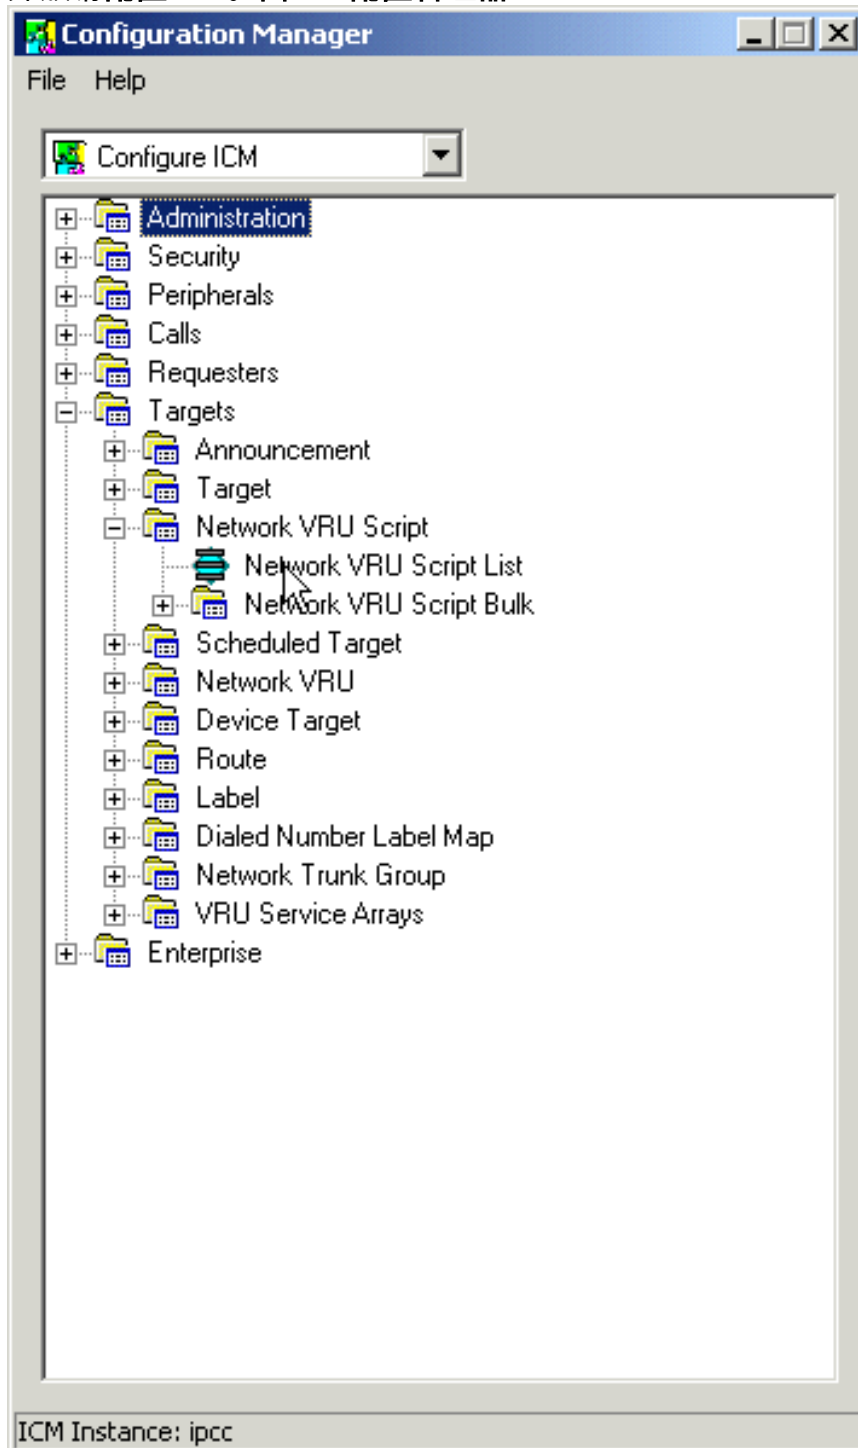 Configuration Manager
File Help
Configure ICM
Administration
Security
Peripherals
Calls
Requesters
Targets
Announcement
Target
Network VRU Script
Network VRU Script List
Network VRU Script Bulk
Scheduled Target
Network VRU
Device Target
Route
Label
Dialed Number Label Map
Network Trunk Group
VRU Service Arrays
Enterprise
ICM Instance: ipcc